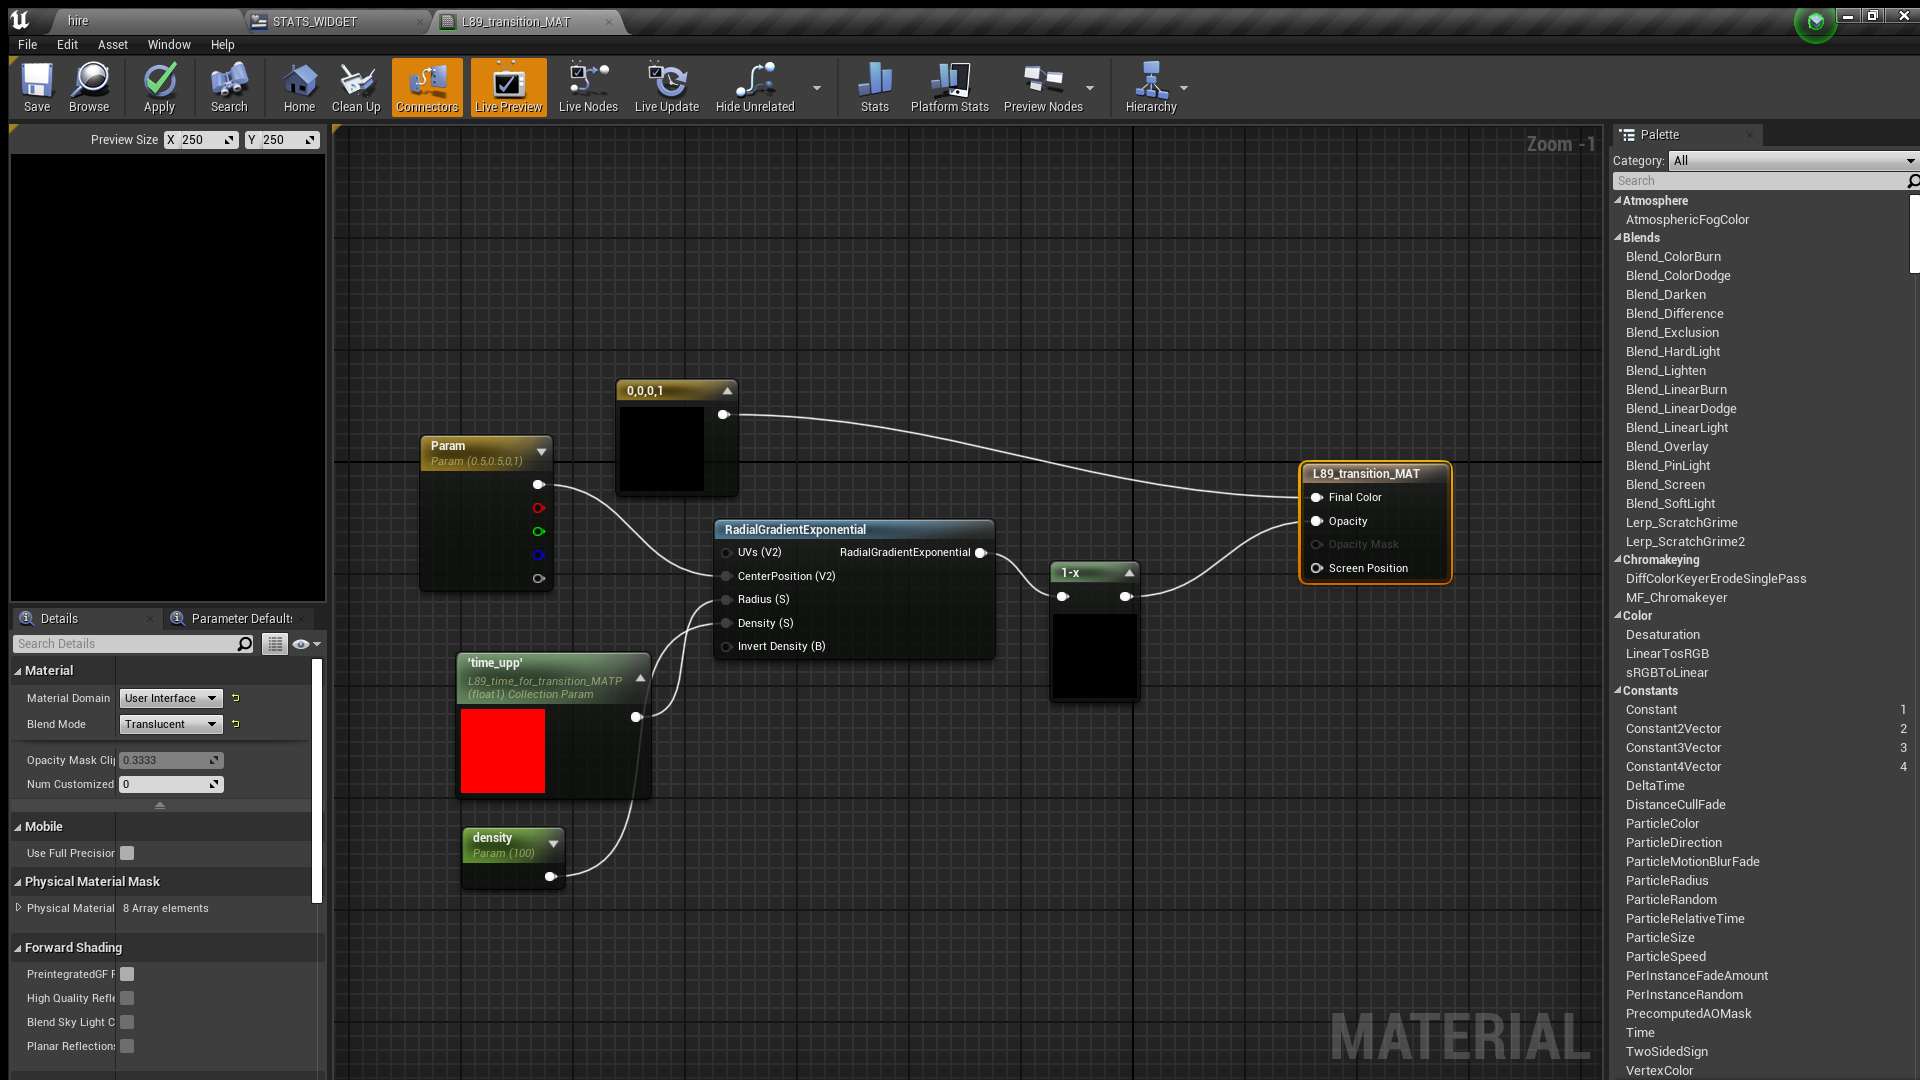 hire
STATS_WIDGET
L89_transition_MAT
File Edit Asset Window Help
Save Browse Apply Search Home Clean Up Connectors Live Preview Live Nodes Live Update Hide Unrelated Stats Platform Stats Preview Nodes Hierarchy
Preview Size X 250 Y 250
Zoom -1
0,0,0,1
Param
Param (0.5,0.5,0,1)
L89_transition_MAT
Final Color
Opacity
Opacity Mask
Screen Position
RadialGradientExponential
UVs (V2) RadialGradientExponential
CenterPosition (V2)
Radius (S)
Density (S)
Invert Density (B)
1-x
'time_upp'
L89_time_for_transition_MATP
(float1) Collection Param
density
Param (100)
MATERIAL
Details
Parameter Default
Search Details
Material
Material Domain User Interface
Blend Mode Translucent
Opacity Mask Cli 0.3333
Num Customized 0
Mobile
Use Full Precision
Physical Material Mask
Physical Material 8 Array elements
Forward Shading
PreintegratedGF
High Quality Refle
Blend Sky Light C
Planar Reflections
Palette
Category: All
Search
Atmosphere
AtmosphericFogColor
Blends
Blend_ColorBurn
Blend_ColorDodge
Blend_Darken
Blend_Difference
Blend_Exclusion
Blend_HardLight
Blend_Lighten
Blend_LinearBurn
Blend_LinearDodge
Blend_LinearLight
Blend_Overlay
Blend_PinLight
Blend_Screen
Blend_SoftLight
Lerp_ScratchGrime
Lerp_ScratchGrime2
Chromakeying
DiffColorKeyerErodeSinglePass
MF_Chromakeyer
Color
Desaturation
LinearTosRGB
sRGBToLinear
Constants
Constant 1
Constant2Vector 2
Constant3Vector 3
Constant4Vector 4
DeltaTime
DistanceCullFade
ParticleColor
ParticleDirection
ParticleMotionBlurFade
ParticleRadius
ParticleRandom
ParticleRelativeTime
ParticleSize
ParticleSpeed
PerInstanceFadeAmount
PerInstanceRandom
PrecomputedAOMask
Time
TwoSidedSign
VertexColor